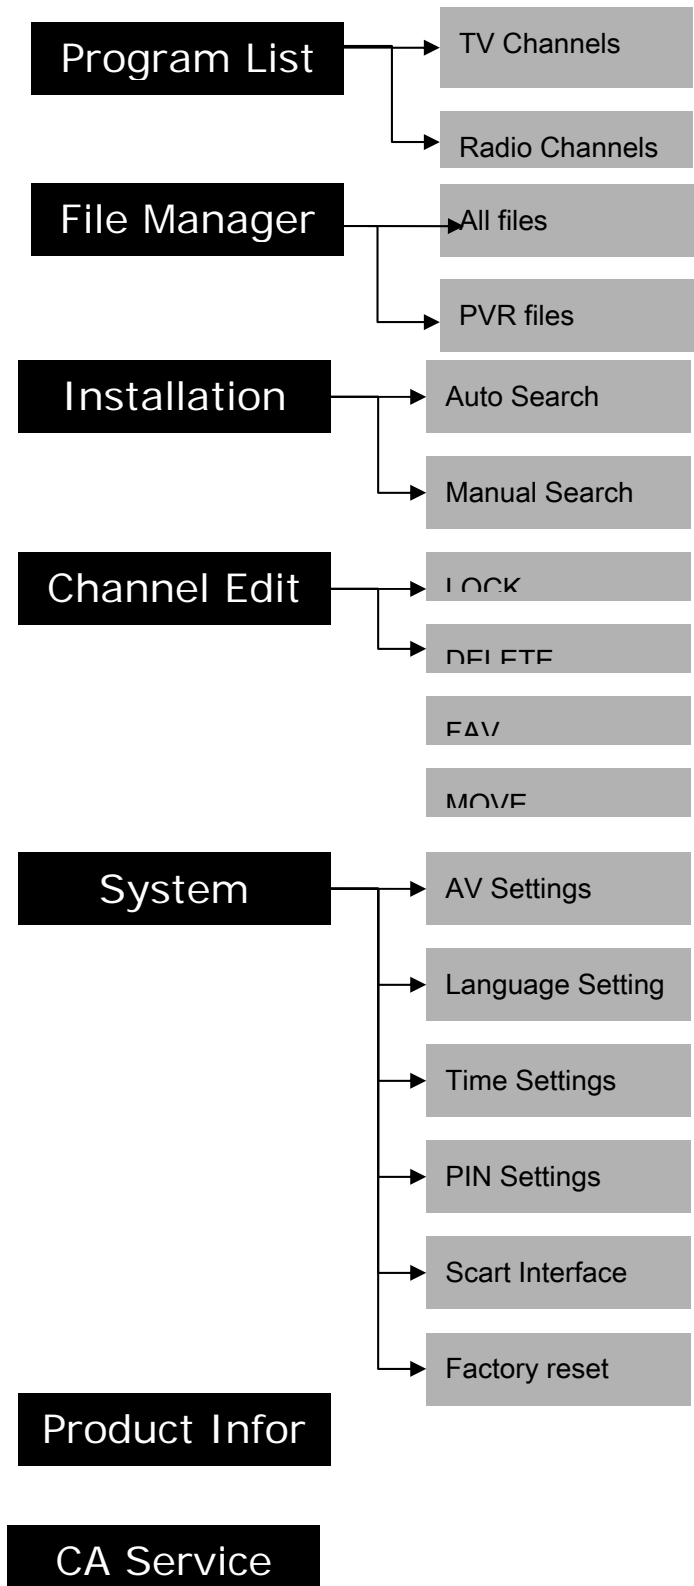 Program List
TV Channels
Radio Channels
File Manager
All files
PVR files
Installation
Auto Search
Manual Search
Channel Edit
LOCK
DELETE
FAV
MOVE
System
AV Settings
Language Setting
Time Settings
PIN Settings
Scart Interface
Factory reset
Product Infor
CA Service